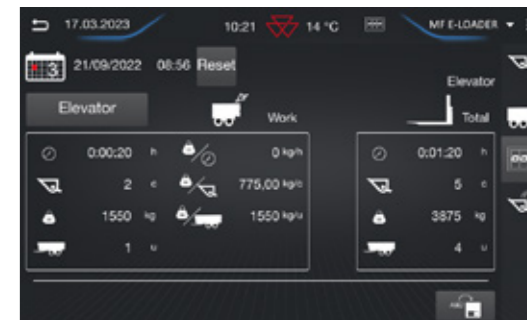 17.03.2023 10:21 14 °C MF E-LOADER
3 21/09/2022 08:56 Reset
Elevator
Elevator Work Total
0:00:20 h 0 kg/h 0:01:20 h
2 c 775,00 kg/c 5 c
1550 kg 1550 kg/u 3875 kg
1 u 4 u